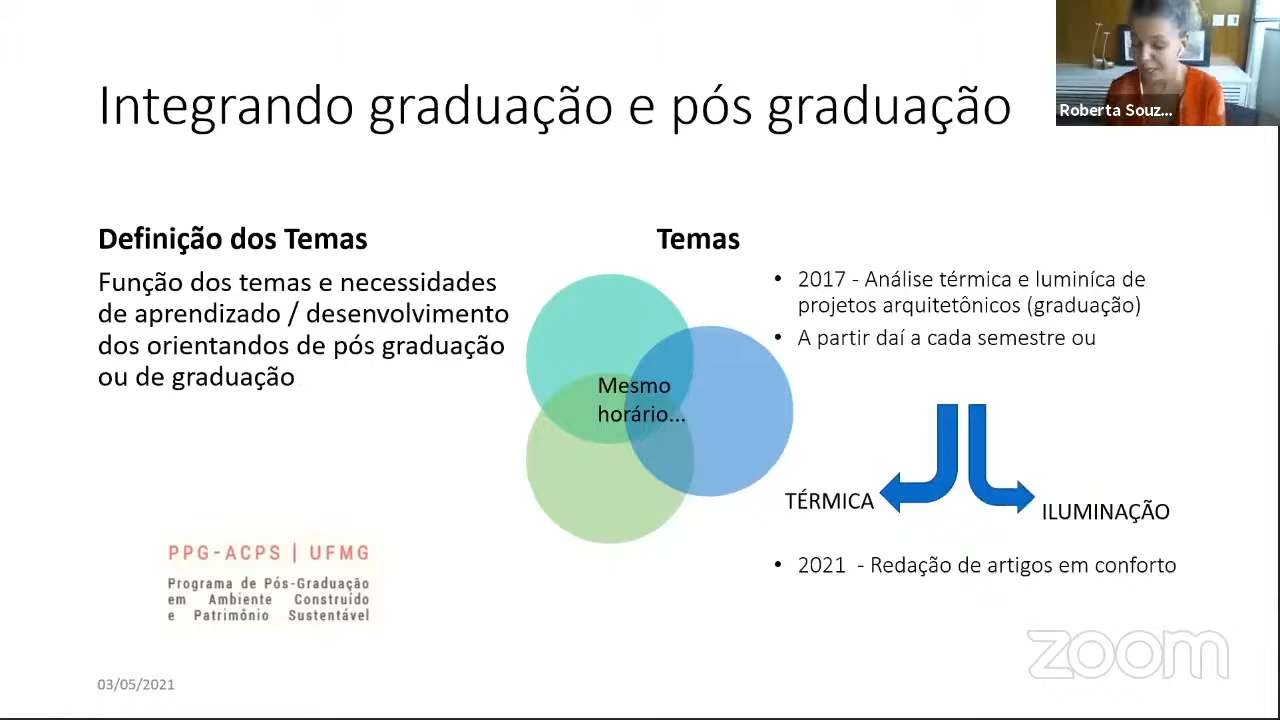 Integrando graduação e pós graduação
Roberta Souz...
Definição dos Temas
Função dos temas e necessidades
de aprendizado / desenvolvimento
dos orientandos de pós graduação
ou de graduação
Mesmo
horário...
Temas
• 2017 - Análise térmica e luminíca de
projetos arquitetônicos (graduação)
• A partir daí a cada semestre ou
TÉRMICA
ILUMINAÇÃO
• 2021 - Redação de artigos em conforto
PPG-ACPS | UFMG
Programa de Pós-Graduação
em Ambiente Construído
e Patrimônio Sustentável
zoom
03/05/2021